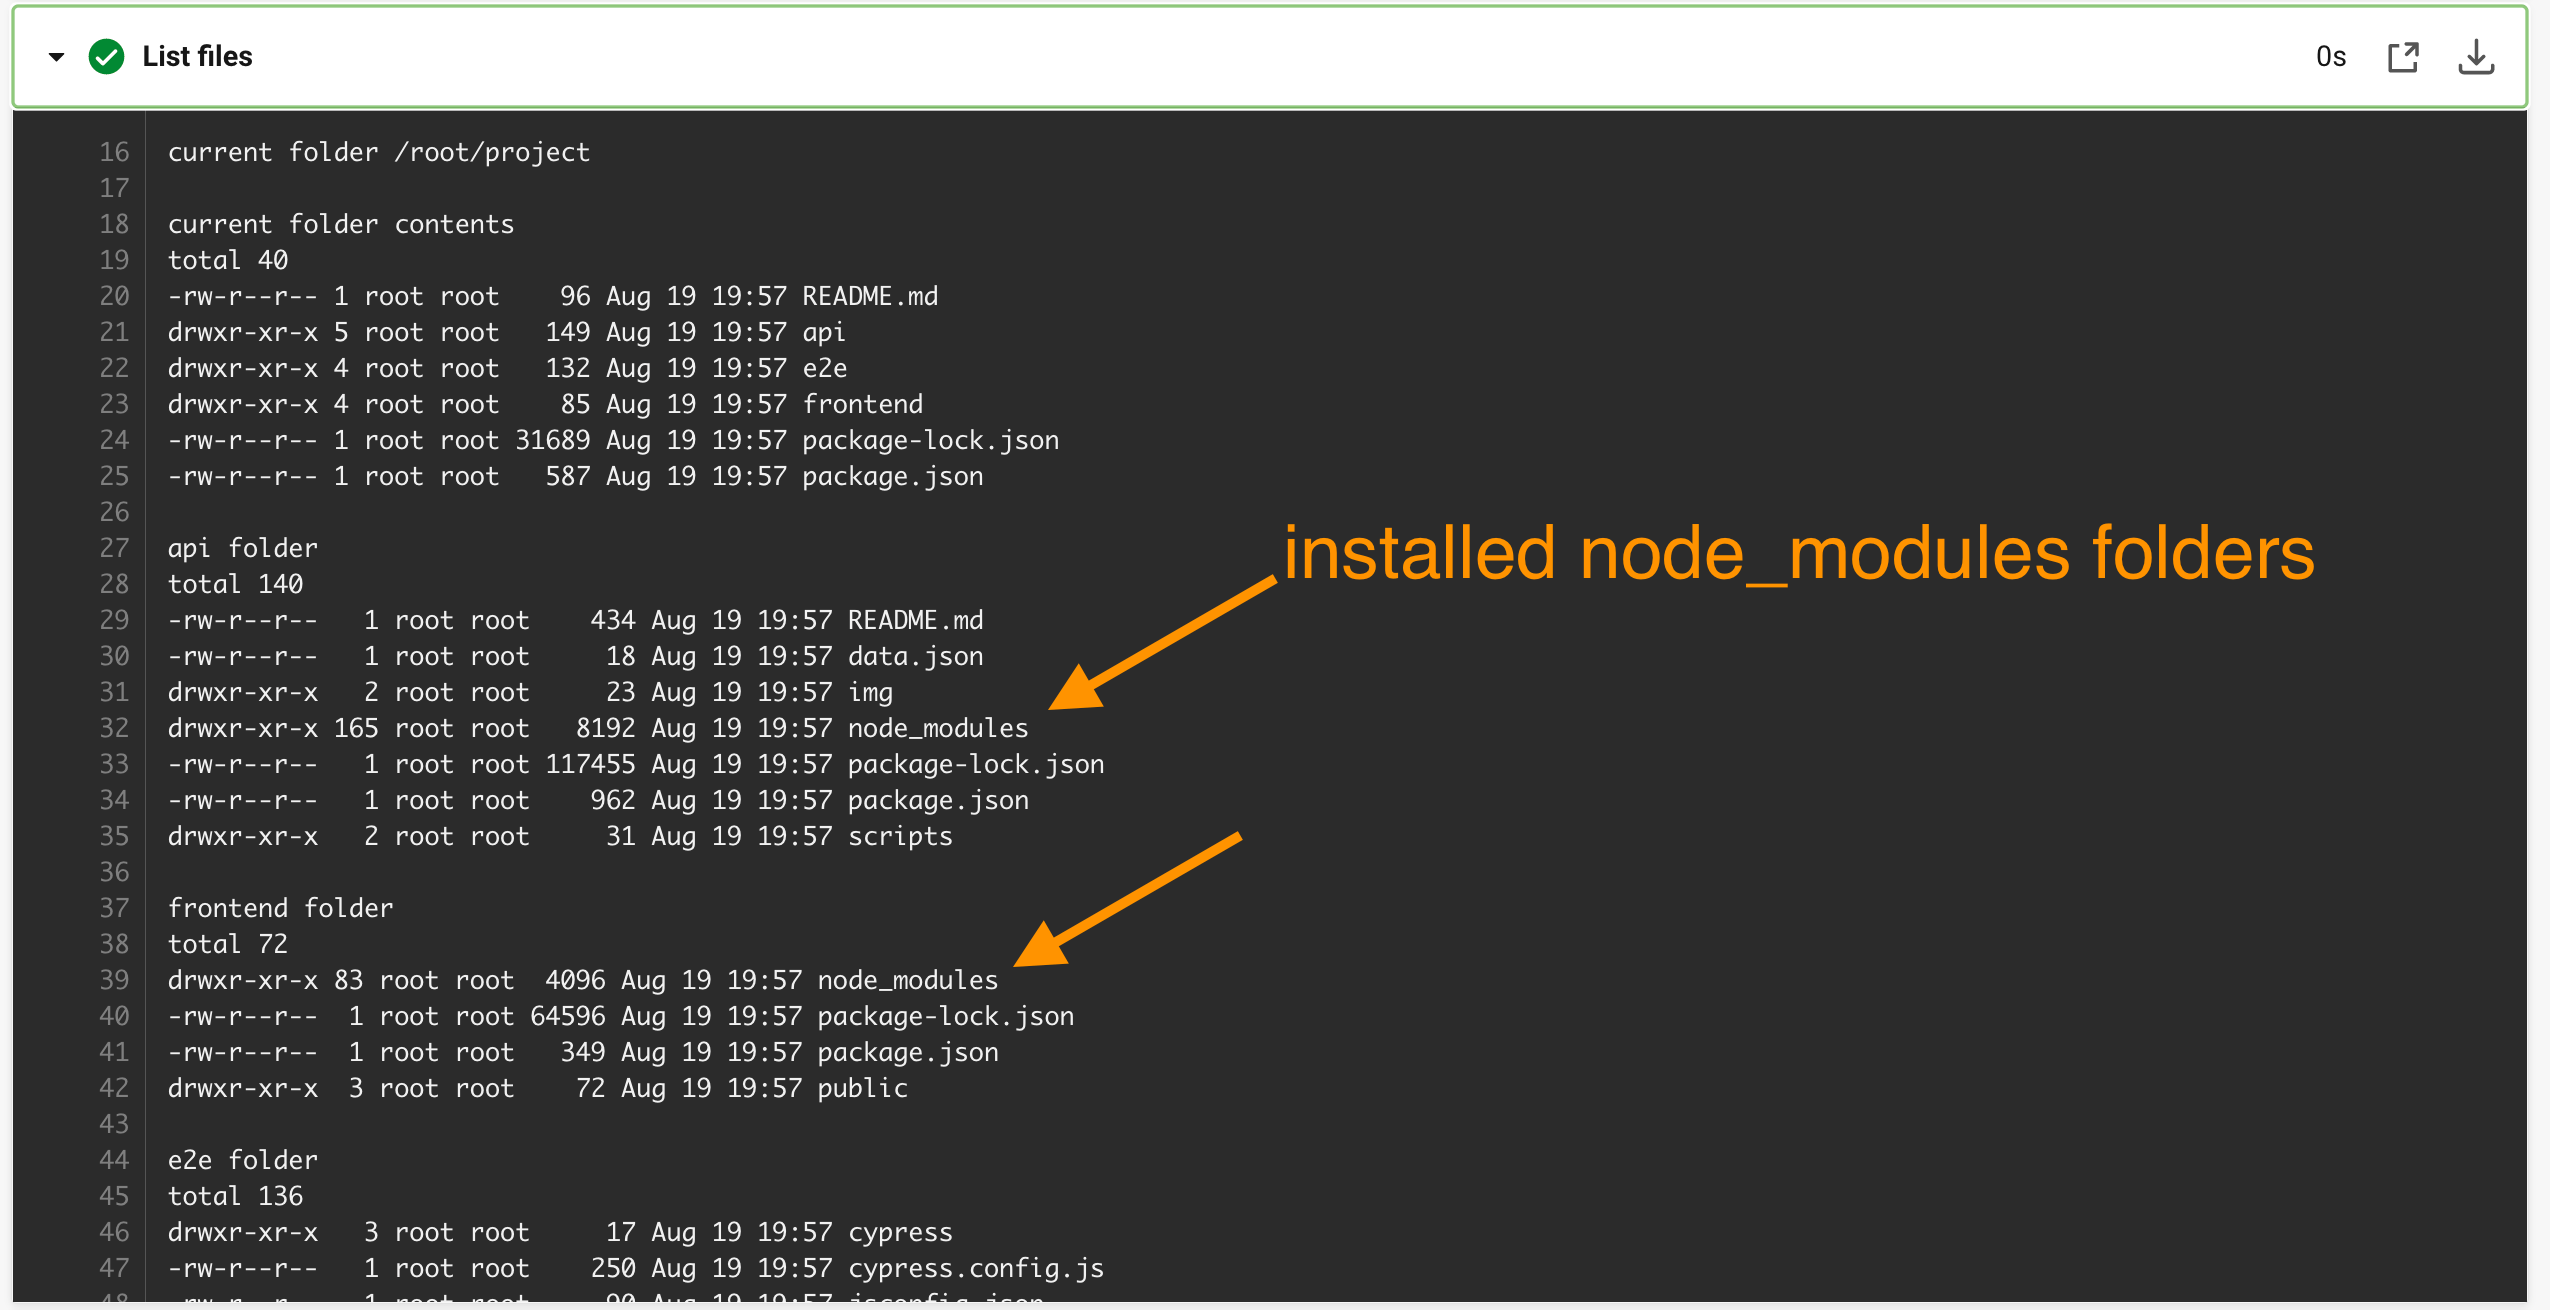 List files
0s
16 current folder /root/project
17
18 current folder contents
19 total 40
20 -rw-r--r-- 1 root root    96 Aug 19 19:57 README.md
21 drwxr-xr-x 5 root root   149 Aug 19 19:57 api
22 drwxr-xr-x 4 root root   132 Aug 19 19:57 e2e
23 drwxr-xr-x 4 root root    85 Aug 19 19:57 frontend
24 -rw-r--r-- 1 root root 31689 Aug 19 19:57 package-lock.json
25 -rw-r--r-- 1 root root   587 Aug 19 19:57 package.json
26
27 api folder
installed node_modules folders
28 total 140
29 -rw-r--r--   1 root root    434 Aug 19 19:57 README.md
30 -rw-r--r--   1 root root     18 Aug 19 19:57 data.json
31 drwxr-xr-x   2 root root     23 Aug 19 19:57 img
32 drwxr-xr-x 165 root root   8192 Aug 19 19:57 node_modules
33 -rw-r--r--   1 root root 117455 Aug 19 19:57 package-lock.json
34 -rw-r--r--   1 root root    962 Aug 19 19:57 package.json
35 drwxr-xr-x   2 root root     31 Aug 19 19:57 scripts
36
37 frontend folder
38 total 72
39 drwxr-xr-x 83 root root  4096 Aug 19 19:57 node_modules
40 -rw-r--r--  1 root root 64596 Aug 19 19:57 package-lock.json
41 -rw-r--r--  1 root root   349 Aug 19 19:57 package.json
42 drwxr-xr-x  3 root root    72 Aug 19 19:57 public
43
44 e2e folder
45 total 136
46 drwxr-xr-x   3 root root     17 Aug 19 19:57 cypress
47 -rw-r--r--   1 root root    250 Aug 19 19:57 cypress.config.js
48 -rw-r--r--   1 root root     90 Aug 19 19:57 jsconfig.json